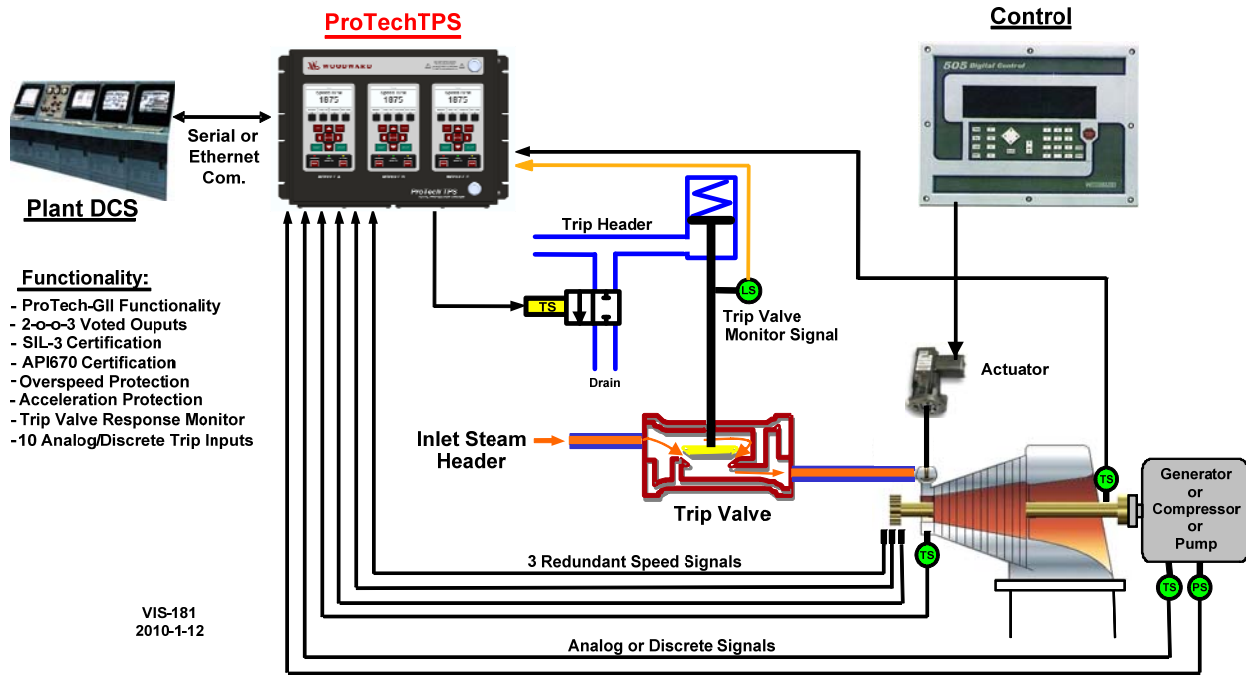 ProTechTPS
Control
WOODWARD
505 Digital Control
1875
1875
1875
ProTech TPS
Serial or
Ethernet
Com.
Plant DCS
Trip Header
TS
Drain
LS
Trip Valve
Monitor Signal
Actuator
Functionality:
- ProTech-GII Functionality
- 2-o-o-3 Voted Ouputs
- SIL-3 Certification
- API670 Certification
- Overspeed Protection
- Acceleration Protection
- Trip Valve Response Monitor
-10 Analog/Discrete Trip Inputs
Inlet Steam
Header
Trip Valve
TS
Generator
or
Compressor
or
Pump
3 Redundant Speed Signals
TS
TS
PS
VIS-181
2010-1-12
Analog or Discrete Signals